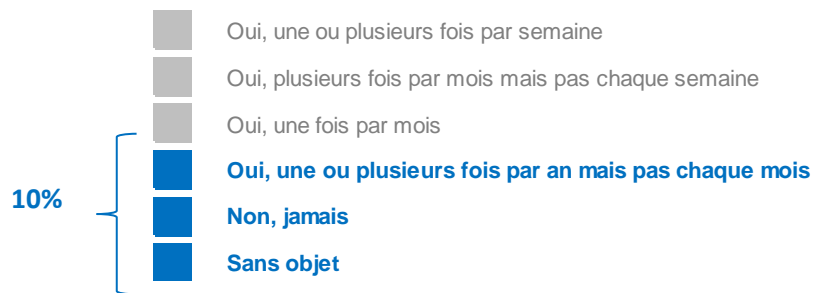 Oui, une ou plusieurs fois par semaine
Oui, plusieurs fois par mois mais pas chaque semaine
Oui, une fois par mois
Oui, une ou plusieurs fois par an mais pas chaque mois
10%
Non, jamais
Sans objet